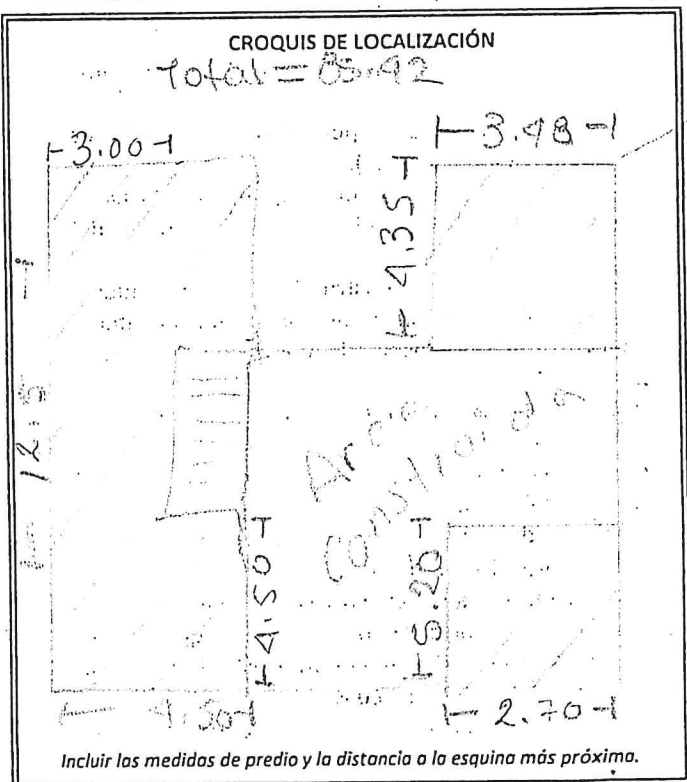 CROQUIS DE LOCALIZACIÓN
Total = 85.92
3.00
3.48
4.35
12.5
Area
Construida
4.50
5.20
4.50
2.70
Incluir las medidas de predio y la distancia a la esquina más próxima.